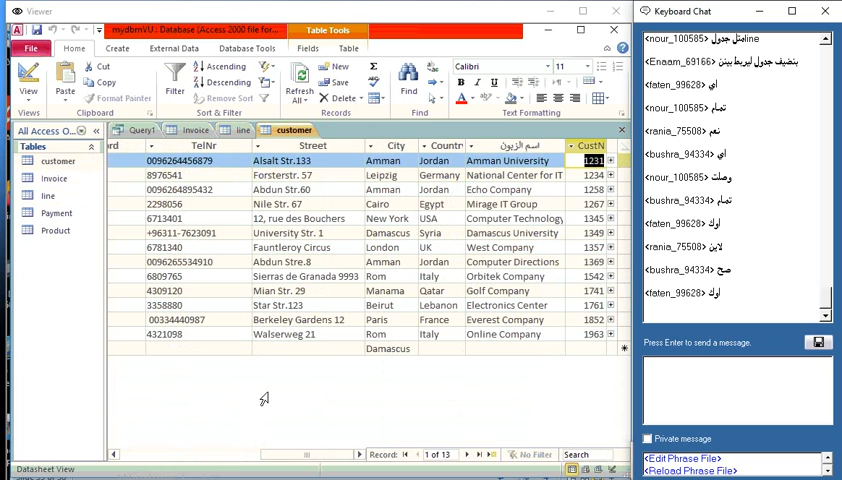 Viewer
mydbrnVU : Database (Access 2000 file for
Table Tools
File
Home
Create
External Data
Database Tools
Fields
Table
View
Views
Paste
Cut
Copy
Format Painter
Clipboard
Filter
Ascending
Descending
Remove Sort
Sort & Filter
Refresh All
New
Save
Delete
Records
Find
Find
Calibri
11
B I U
Text Formatting
All Access O...
Tables
customer
Invoice
line
Payment
Product
Query1
Invoice
line
customer
ord TelNr Street City Countr اسم الزبون CustN
0096264456879 Alsalt Str.133 Amman Jordan Amman University 1231
8976541 Forsterstr. 57 Leipzig Germany National Center for IT 1234
0096264895432 Abdun Str.60 Amman Jordan Echo Company 1258
2298056 Nile Str. 67 Cairo Egypt Mirage IT Group 1267
6713401 12, rue des Bouchers New York USA Computer Technology 1345
+96311-7623091 University Str. 1 Damascus Syria Damascus University 1349
6781340 Fauntleroy Circus London UK West Company 1357
0096265534910 Abdun Stre.8 Amman Jordan Computer Directions 1369
6809765 Sierras de Granada 9993 Rom Italy Orbitek Company 1542
4309120 Mian Str. 29 Manama Qatar Golf Company 1741
3358880 Star Str.123 Beirut Lebanon Electronics Center 1761
00334440987 Berkeley Gardens 12 Paris France Everest Company 1852
4321098 Walserweg 21 Rom Italy Online Company 1963
Damascus
Record: 1 of 13 No Filter Search
Datasheet View
Keyboard Chat
<nour_100585> مثل جدول line
<Enaam_69166> بنضيف جدول ليربط بينن
<faten_99628> اي
<nour_100585> تمام
<rania_75508> نعم
<bushra_94334> اي
<nour_100585> وصلت
<bushra_94334> تمام
<faten_99628> اوك
<rania_75508> لاين
<bushra_94334> صح
<faten_99628> اوك
Press Enter to send a message.
Private message
<Edit Phrase File>
<Reload Phrase File>